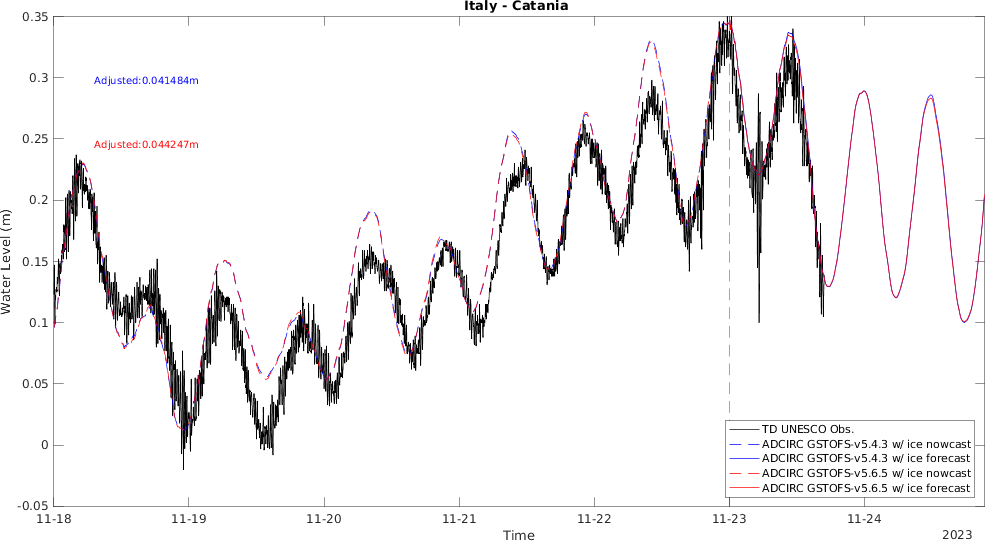 Italy - Catania
0.35
0.3
0.25
0.2
0.15
0.1
0.05
0
-0.05
Water Level (m)
Adjusted:0.041484m
Adjusted:0.044247m
TD UNESCO Obs.
ADCIRC GSTOFS-v5.4.3 w/ ice nowcast
ADCIRC GSTOFS-v5.4.3 w/ ice forecast
ADCIRC GSTOFS-v5.6.5 w/ ice nowcast
ADCIRC GSTOFS-v5.6.5 w/ ice forecast
11-18 11-19 11-20 11-21 11-22 11-23 11-24
Time
2023